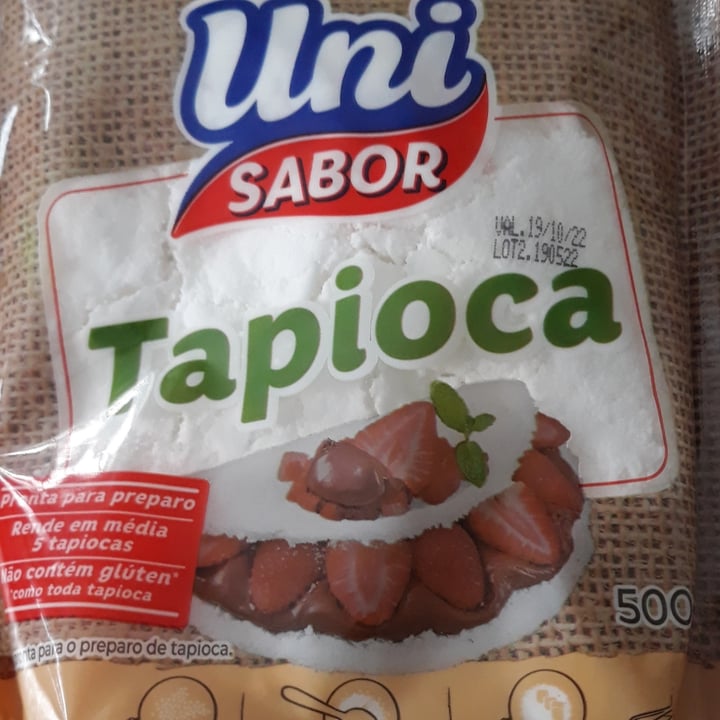 Uni
SABOR
VAL.19/10/22
LOT2.190522
Tapioca
Pronta para preparo
Rende em média
5 tapiocas
Não contém glúten*
*como toda tapioca
500
para o preparo de tapioca.